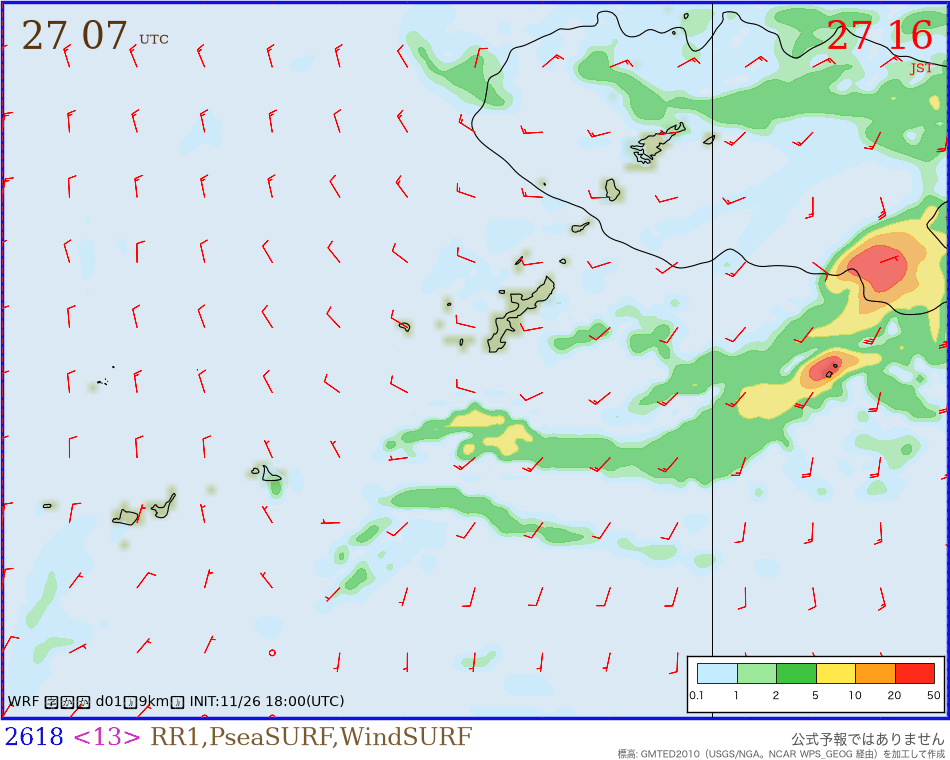 27 07 UTC
27 16
JST
WRF d01 9km INIT:11/26 18:00(UTC)
0.1 1 2 5 10 20 50
2618 <13> RR1,PseaSURF,WindSURF
公式予報ではありません
標高: GMTED2010（USGS/NGA。NCAR WPS_GEOG 経由）を加工して作成